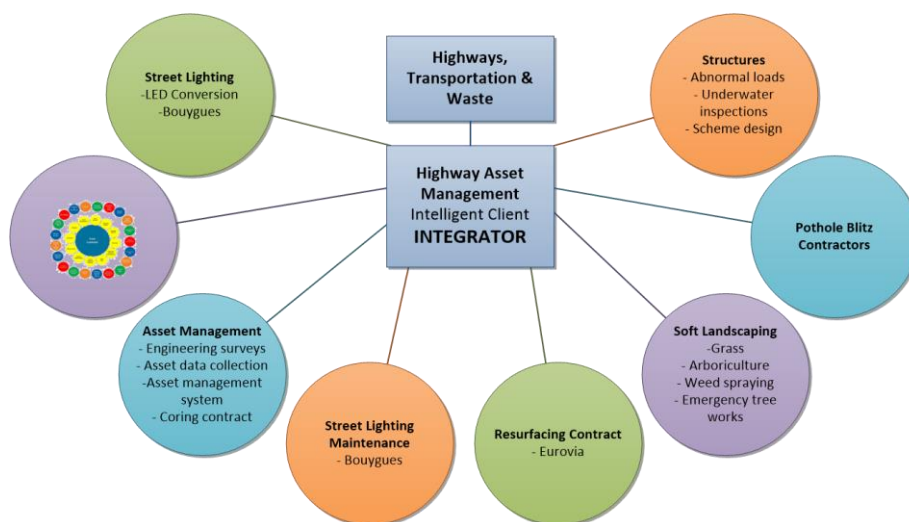 Highways,
Transportation &
Waste
Highway Asset
Management
Intelligent Client
INTEGRATOR
Street Lighting
-LED Conversion
-Bouygues
Structures
- Abnormal loads
- Underwater
inspections
- Scheme design
Pothole Blitz
Contractors
Asset Management
- Engineering surveys
- Asset data collection
-Asset management
system
- Coring contract
Soft Landscaping
-Grass
- Arboriculture
- Weed spraying
- Emergency tree
works
Street Lighting
Maintenance
- Bouygues
Resurfacing Contract
- Eurovia